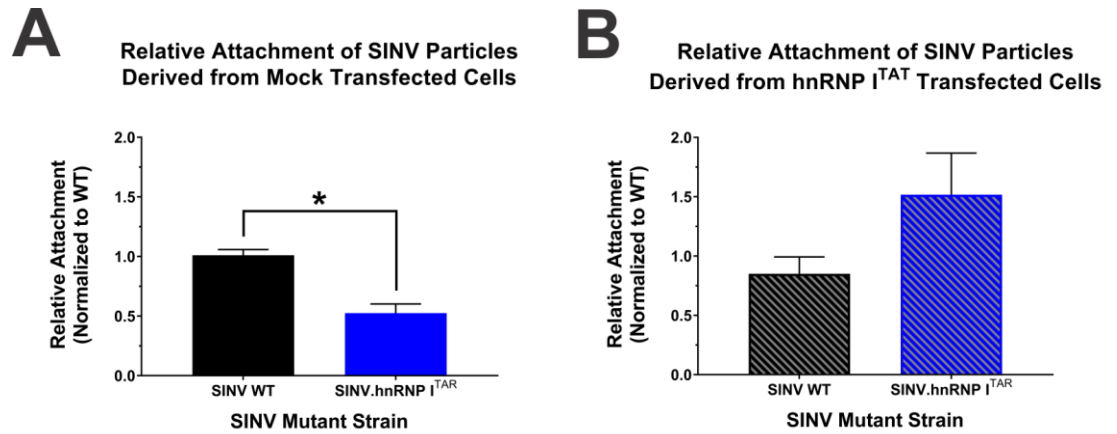 A
Relative Attachment of SINV Particles
Derived from Mock Transfected Cells
Relative Attachment
(Normalized to WT)
2.0
1.5
1.0
0.5
0.0
*
SINV WT
SINV.hnRNP I^TAR
SINV Mutant Strain
B
Relative Attachment of SINV Particles
Derived from hnRNP I^TAT Transfected Cells
Relative Attachment
(Normalized to WT)
2.0
1.5
1.0
0.5
0.0
SINV WT
SINV.hnRNP I^TAR
SINV Mutant Strain